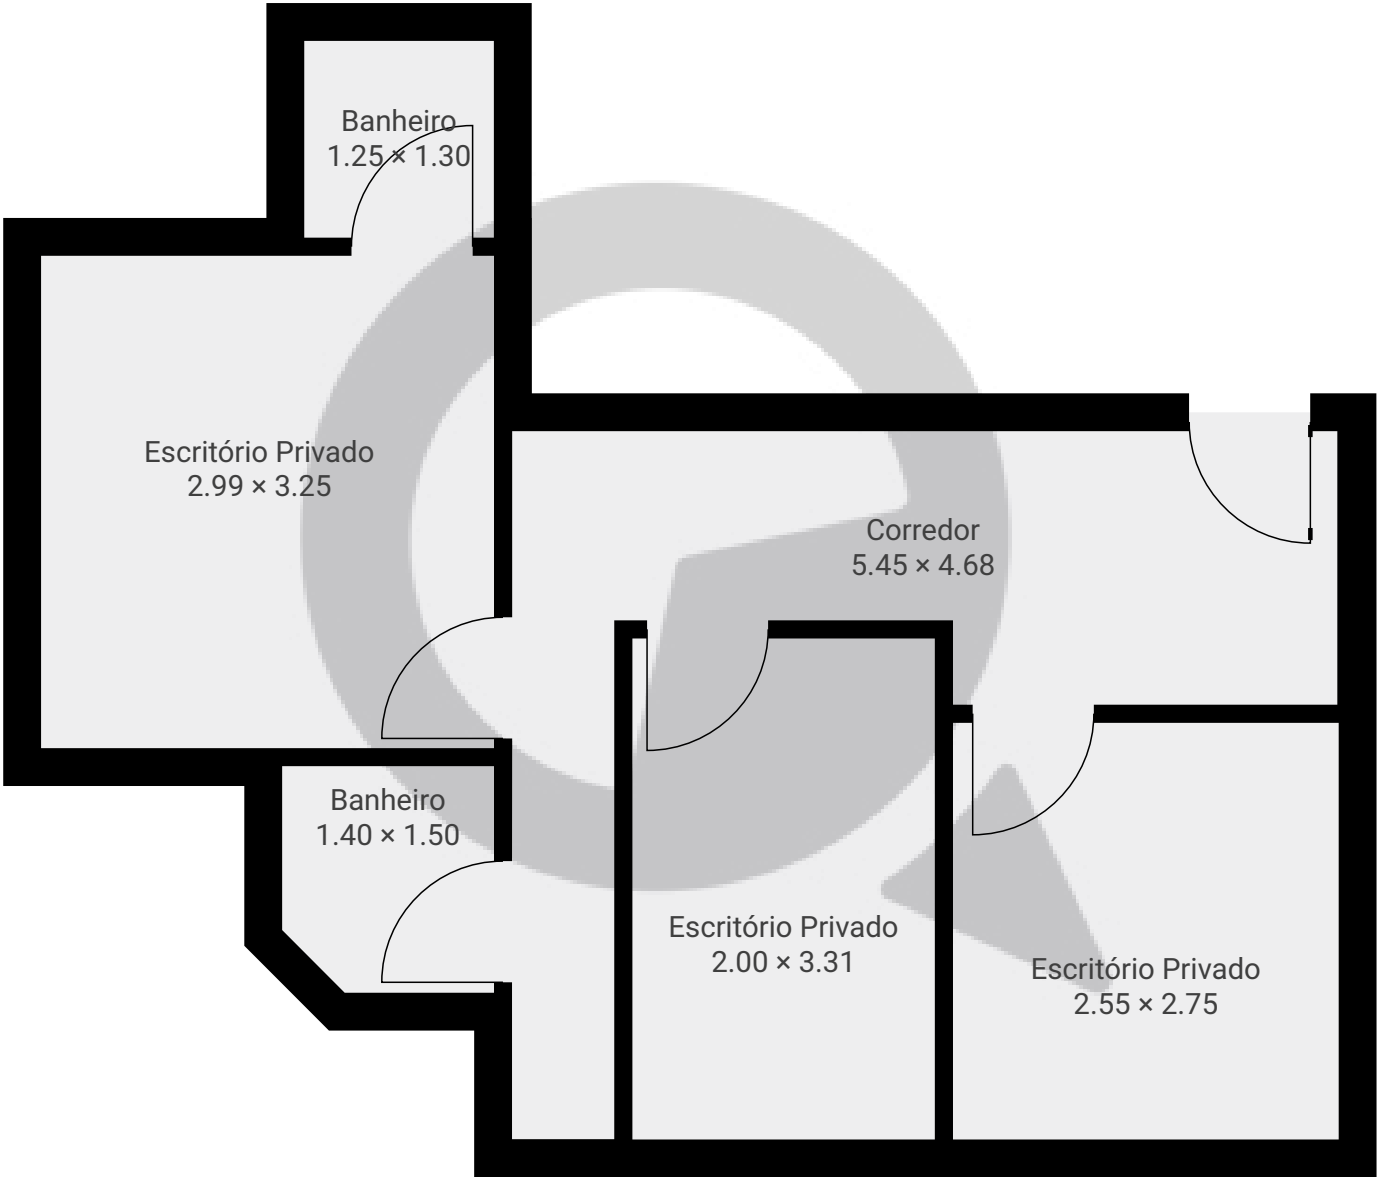 Banheiro
1.25 × 1.30
Escritório Privado
2.99 × 3.25
Corredor
5.45 × 4.68
Banheiro
1.40 × 1.50
Escritório Privado
2.00 × 3.31
Escritório Privado
2.55 × 2.75